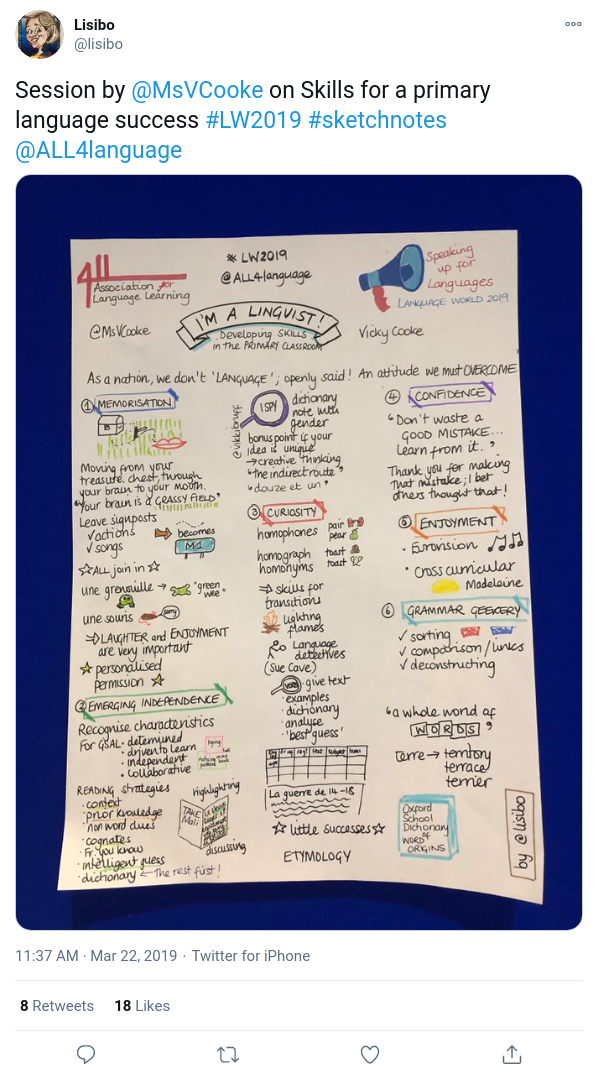 Lisibo
@lisibo
Session by @MsVCooke on Skills for a primary
language success #LW2019 #sketchnotes
@ALL4language
All
Association for
Language Learning
* LW2019
@ALL4language
Speaking
up for
Languages
LANGUAGE WORLD 2019
@MsVCooke
I'M A LINGUIST!
Developing SKILLS
in the PRIMARY CLASSROOM
Vicky Cooke
As a nation, we don't 'LANGUAGE'; openly said! An attitude we must OVERCOME
① MEMORISATION
Moving from your
treasure chest, through
your brain to your mouth.
"Your brain is a GRASSY FIELD"
Leave signposts
✓ actions
✓ songs
becomes
M1
☆ ALL join in ☆
une grenouille → "green
wee"
une souris
sorry
⇒ LAUGHTER and ENJOYMENT
are very important
☆ personalised
permission ☆
② EMERGING INDEPENDENCE
Recognise characteristics
For GSAL • determined
• driven to learn
• independent
• collaborative
READING strategies
• context
• prior knowledge
• non word clues
• cognates
• Fr. you know
• intelligent guess
• dictionary ← The rest first!
highlighting
TAKE
Mali
discussing
@vikkibruff
I SPY
dictionary
note with
gender
bonus point if your
idea is unique
→ creative thinking
"the indirect route"
"douze et un"
③ CURIOSITY
homophones pair
pear
homograph toast
homonyms toast
⇒ skills for
transitions
lighting
flames
Language
detectives
(Sue Cave)
• give text
• examples
• dictionary
• analyse
• 'best guess'
La guerre de 14-18
☆ little successes ☆
ETYMOLOGY
④ CONFIDENCE
"Don't waste a
GOOD MISTAKE...
Learn from it."
Thank you for making
that mistake; I bet
others thought that!
⑤ ENJOYMENT
• Eurovision
• cross curricular
Madeleine
⑥ GRAMMAR GEEKERY
✓ sorting
✓ comparison/links
✓ deconstructing
"a whole world of
WORDS"
Terre → territory
terrace
terrier
Oxford
School
Dictionary
of
WORD
ORIGINS
by @lisibo
11:37 AM · Mar 22, 2019 · Twitter for iPhone
8 Retweets 18 Likes